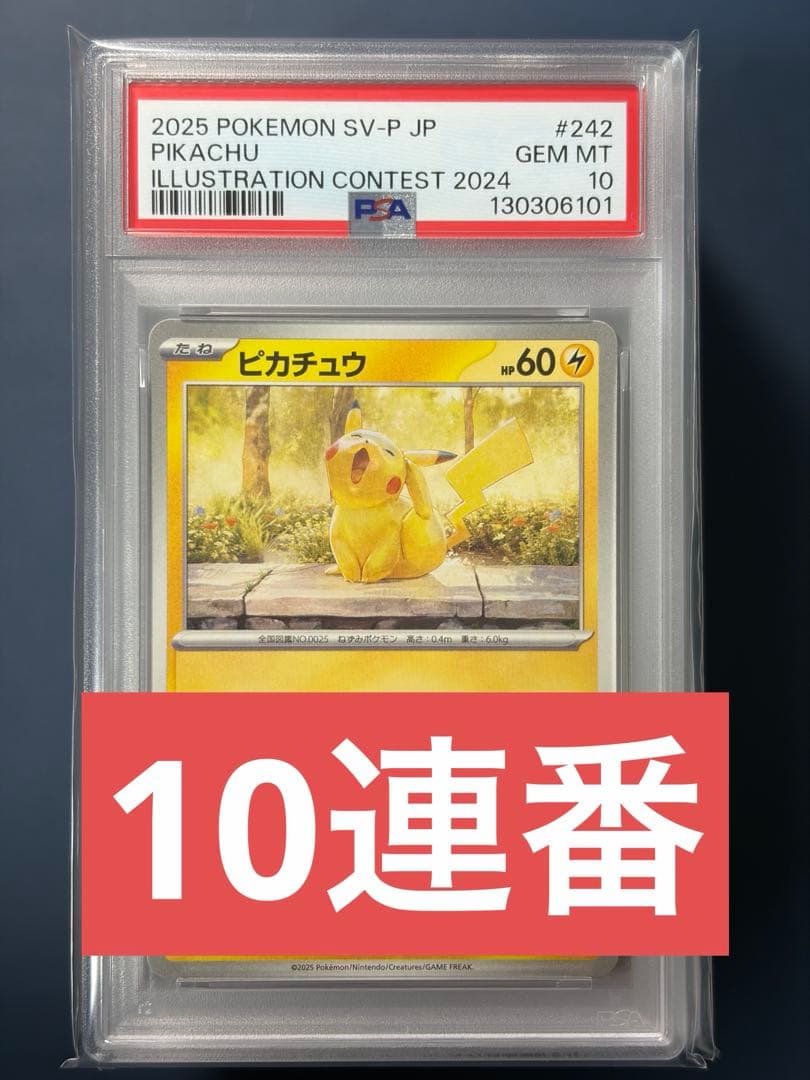 2025 POKEMON SV-P JP #242
PIKACHU GEM MT
ILLUSTRATION CONTEST 2024 10
PSA 130306101
たね ピカチュウ HP60
全国図鑑NO.0025 ねずみポケモン 高さ：0.4m 重さ：6.0kg
10連番
©2025 Pokémon/Nintendo/Creatures/GAME FREAK.
PSA